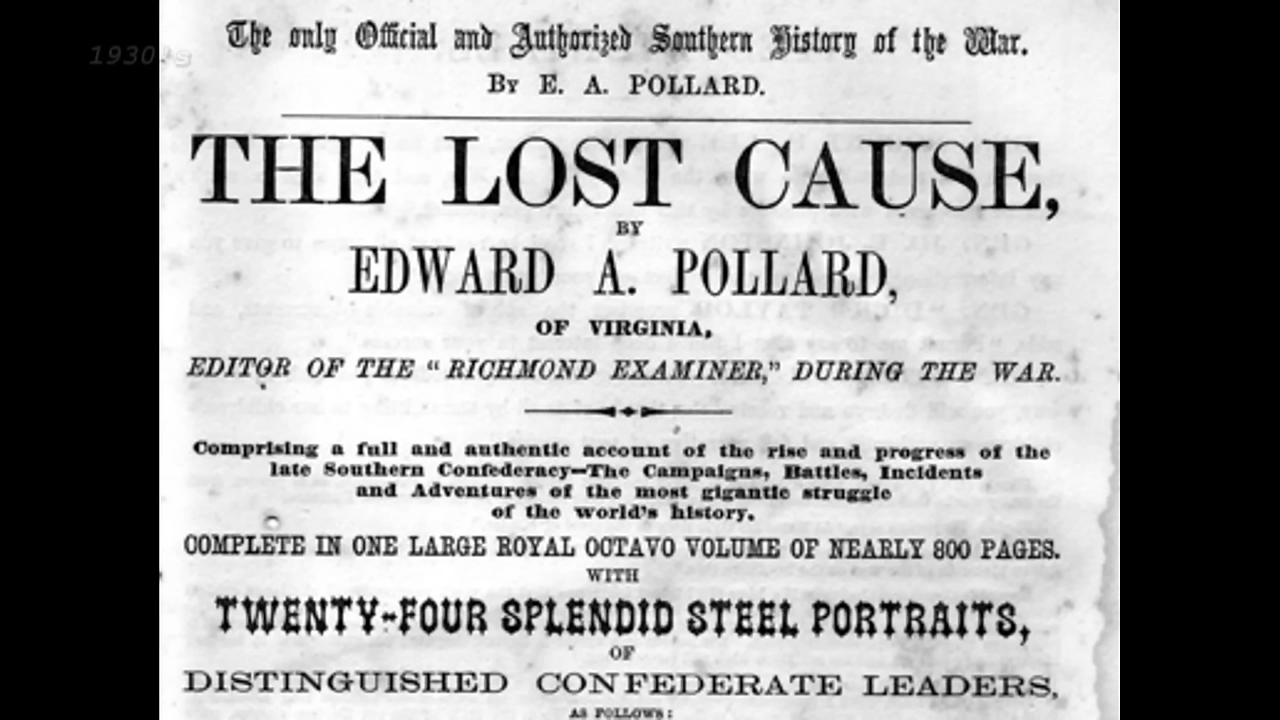 1930's
The only Official and Authorized Southern History of the War.
BY E. A. POLLARD.
THE LOST CAUSE,
BY
EDWARD A. POLLARD,
OF VIRGINIA,
EDITOR OF THE "RICHMOND EXAMINER," DURING THE WAR.
Comprising a full and authentic account of the rise and progress of the
late Southern Confederacy—The Campaigns, Battles, Incidents
and Adventures of the most gigantic struggle
of the world's history.
COMPLETE IN ONE LARGE ROYAL OCTAVO VOLUME OF NEARLY 800 PAGES.
WITH
TWENTY-FOUR SPLENDID STEEL PORTRAITS,
OF
DISTINGUISHED CONFEDERATE LEADERS,
AS FOLLOWS: